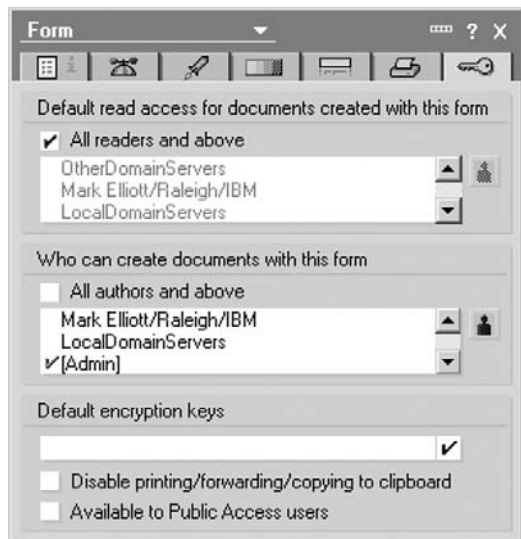 Form
? X
i
Default read access for documents created with this form
All readers and above
OtherDomainServers
Mark Elliott/Raleigh/IBM
LocalDomainServers
Who can create documents with this form
All authors and above
Mark Elliott/Raleigh/IBM
LocalDomainServers
[Admin]
Default encryption keys
Disable printing/forwarding/copying to clipboard
Available to Public Access users